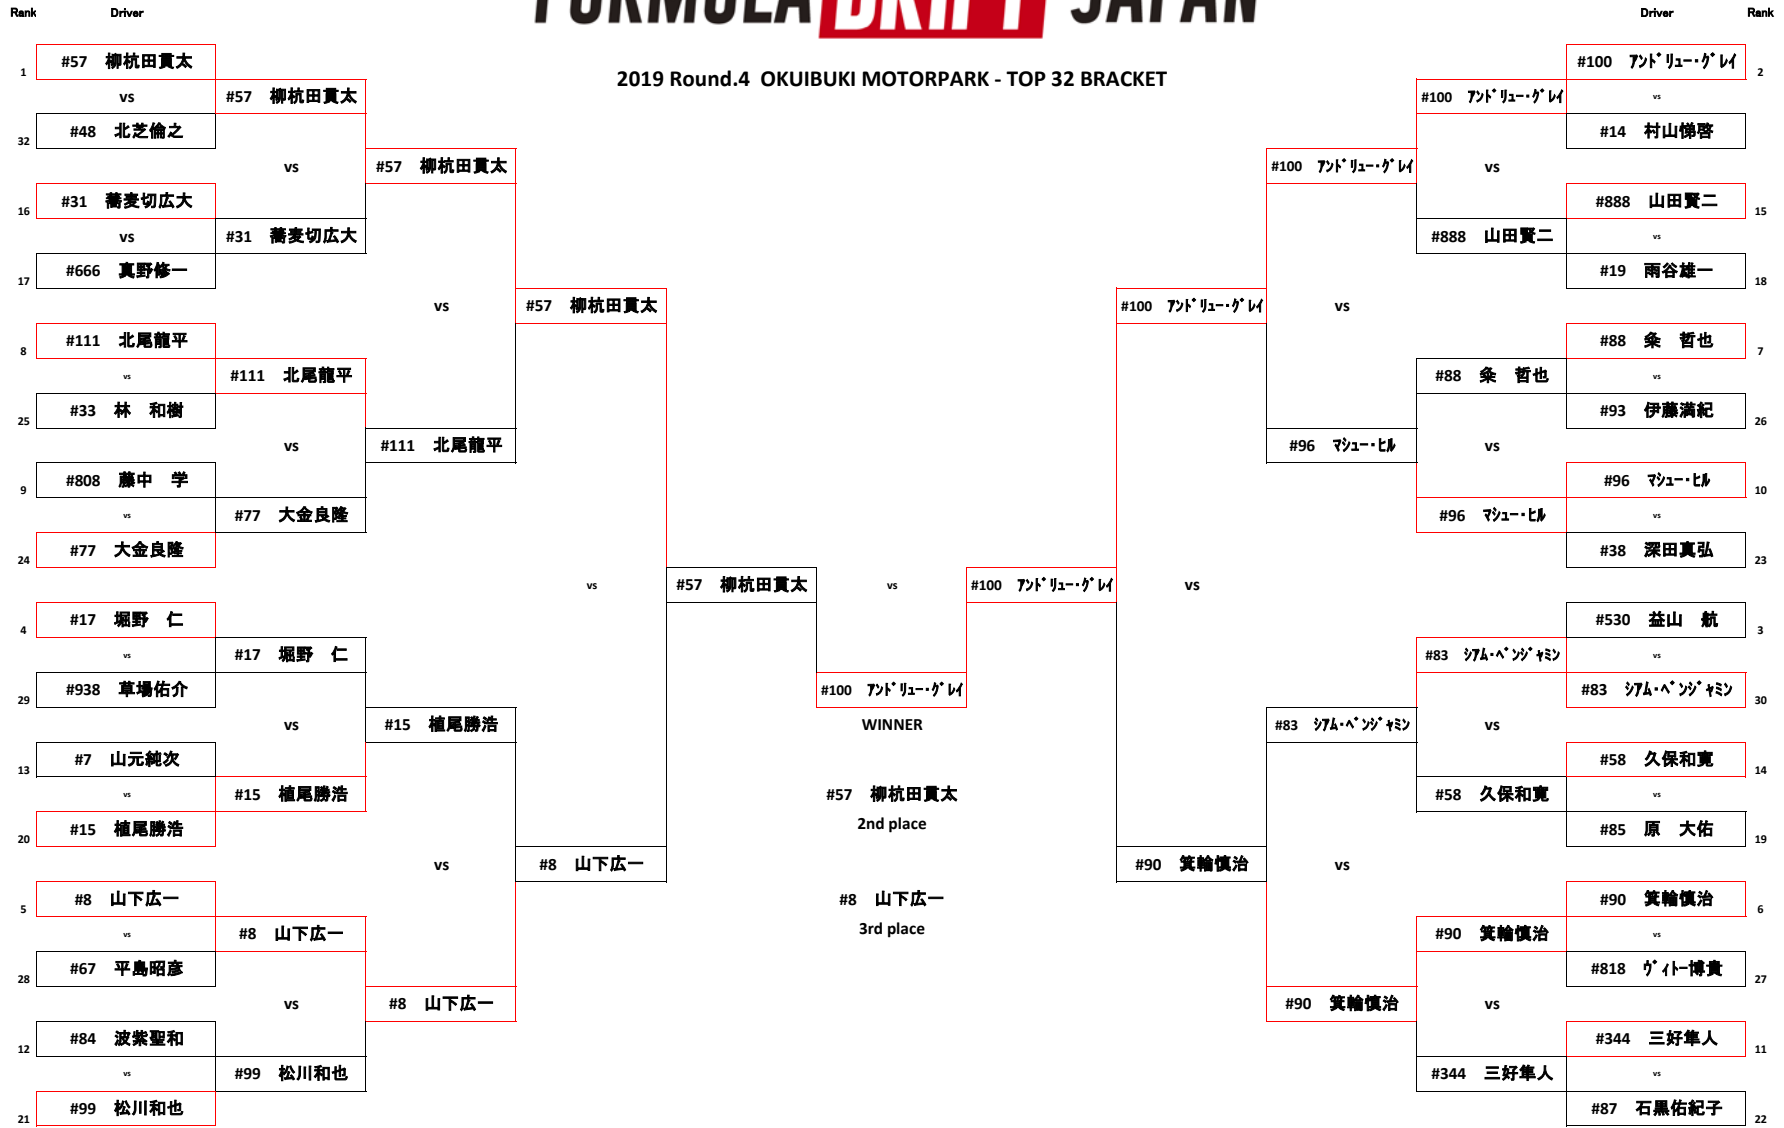 FORMULA DRIFT JAPAN
Rank Driver
Driver Rank
2019 Round.4 OKUIBUKI MOTORPARK - TOP 32 BRACKET
1 #57 柳杭田貫太
vs
32 #48 北芝倫之
16 #31 蕎麦切広大
vs
17 #666 真野修一
8 #111 北尾龍平
vs
25 #33 林 和樹
9 #808 藤中 学
vs
24 #77 大金良隆
4 #17 堀野 仁
vs
29 #938 草場佑介
13 #7 山元純次
vs
20 #15 植尾勝浩
5 #8 山下広一
vs
28 #67 平島昭彦
12 #84 波紫聖和
vs
21 #99 松川和也
#57 柳杭田貫太
vs
#31 蕎麦切広大
#111 北尾龍平
vs
#77 大金良隆
#17 堀野 仁
vs
#15 植尾勝浩
#8 山下広一
vs
#99 松川和也
#57 柳杭田貫太
vs
#111 北尾龍平
#15 植尾勝浩
vs
#8 山下広一
#57 柳杭田貫太
vs
#8 山下広一
#57 柳杭田貫太
vs
#100 アンドリュー・グレイ
#100 アンドリュー・グレイ
WINNER
#57 柳杭田貫太
2nd place
#8 山下広一
3rd place
#100 アンドリュー・グレイ
vs
#90 箕輪慎治
#100 アンドリュー・グレイ
vs
#96 マシュー・ヒル
#83 シアム・ベンジャミン
vs
#90 箕輪慎治
#100 アンドリュー・グレイ
vs
#888 山田賢二
#88 粂 哲也
vs
#96 マシュー・ヒル
#83 シアム・ベンジャミン
vs
#58 久保和寛
#90 箕輪慎治
vs
#344 三好隼人
#100 アンドリュー・グレイ 2
vs
#14 村山悌啓
#888 山田賢二 15
vs
#19 雨谷雄一 18
#88 粂 哲也 7
vs
#93 伊藤満紀 26
#96 マシュー・ヒル 10
vs
#38 深田真弘 23
#530 益山 航 3
vs
#83 シアム・ベンジャミン 30
#58 久保和寛 14
vs
#85 原 大佑 19
#90 箕輪慎治 6
vs
#818 ヴィトー博貴 27
#344 三好隼人 11
vs
#87 石黒佑紀子 22